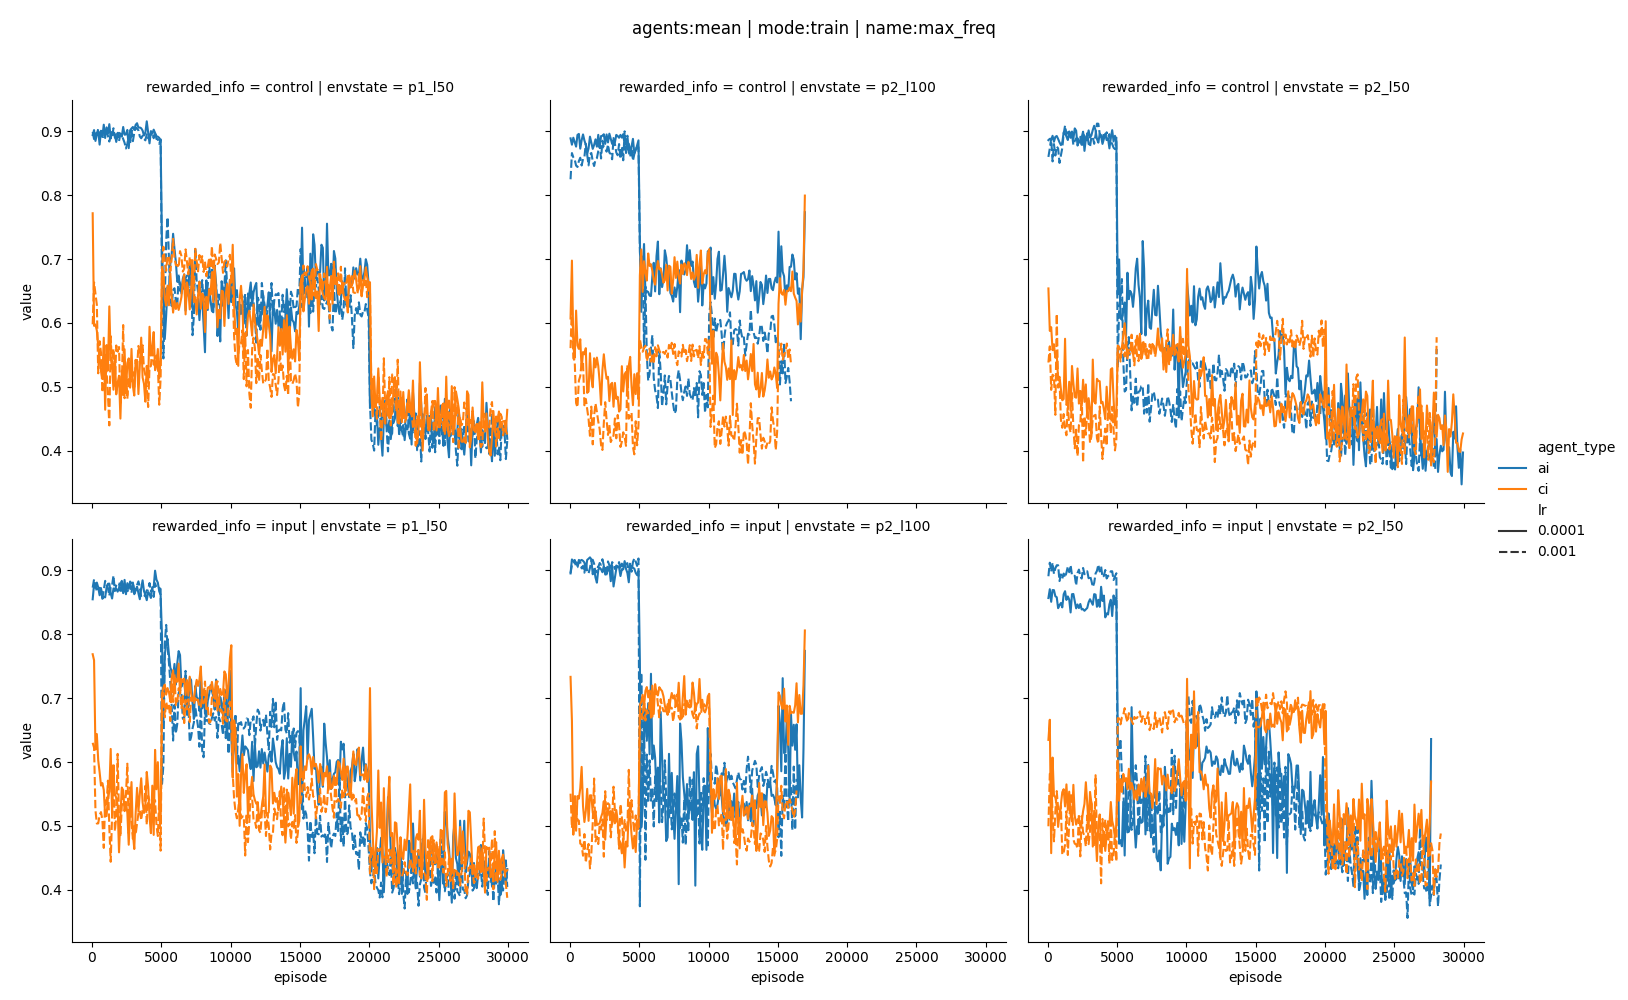 agents:mean | mode:train | name:max_freq
rewarded_info = control | envstate = p1_l50
rewarded_info = control | envstate = p2_l100
rewarded_info = control | envstate = p2_l50
0.9
0.8
0.7
0.6
0.5
0.4
value
agent_type
ai
ci
lr
0.0001
0.001
rewarded_info = input | envstate = p1_l50
rewarded_info = input | envstate = p2_l100
rewarded_info = input | envstate = p2_l50
0.9
0.8
0.7
0.6
0.5
0.4
value
0 5000 10000 15000 20000 25000 30000
0 5000 10000 15000 20000 25000 30000
0 5000 10000 15000 20000 25000 30000
episode
episode
episode